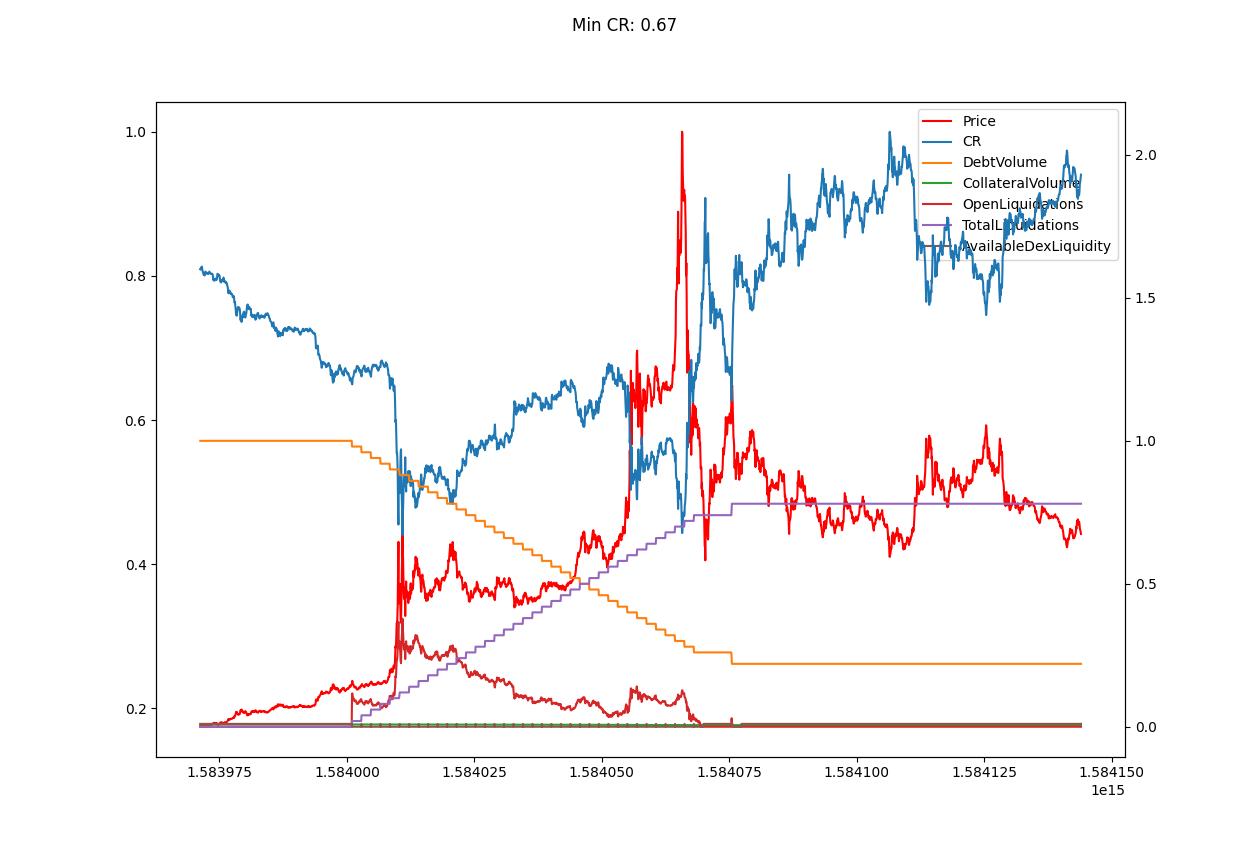 Min CR: 0.67
1.0
0.8
0.6
0.4
0.2
2.0
1.5
1.0
0.5
0.0
Price
CR
DebtVolume
CollateralVolume
OpenLiquidations
TotalLiquidations
AvailableDexLiquidity
1.583975 1.584000 1.584025 1.584050 1.584075 1.584100 1.584125 1.584150
1e15